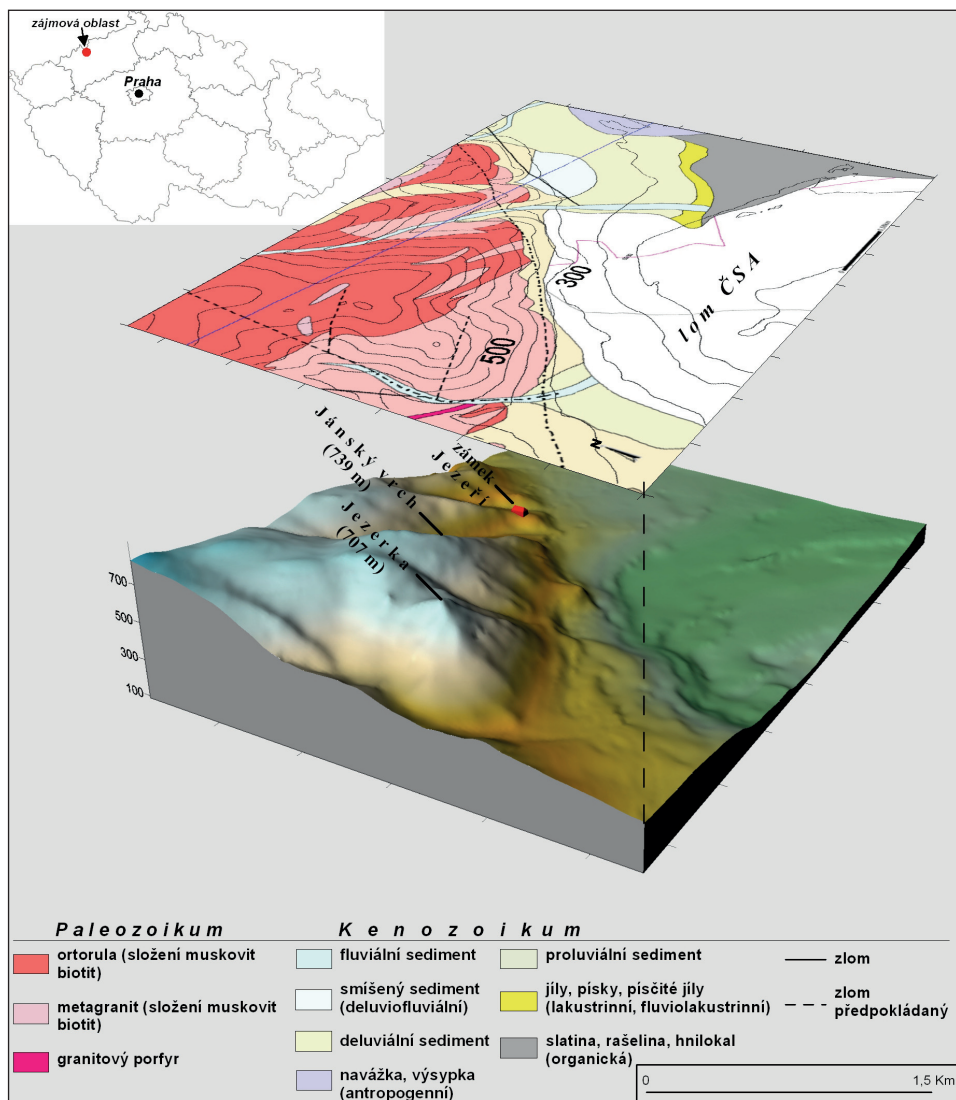 zájmová oblast
Praha
300
lom ČSA
500
N
Jánský vrch
(739 m)
zámek
Jezeří
Jezerka
(707 m)
700
500
300
100
Paleozoikum
ortorula (složení muskovit
biotit)
metagranit (složení muskovit
biotit)
granitový porfyr
Kenozoikum
fluviální sediment
smíšený sediment
(deluviofluviální)
deluviální sediment
navážka, výsypka
(antropogenní)
proluviální sediment
jíly, písky, písčité jíly
(lakustrinní, fluviolakustrinní)
slatina, rašelina, hnilokal
(organická)
zlom
zlom
předpokládaný
0 1,5 Km